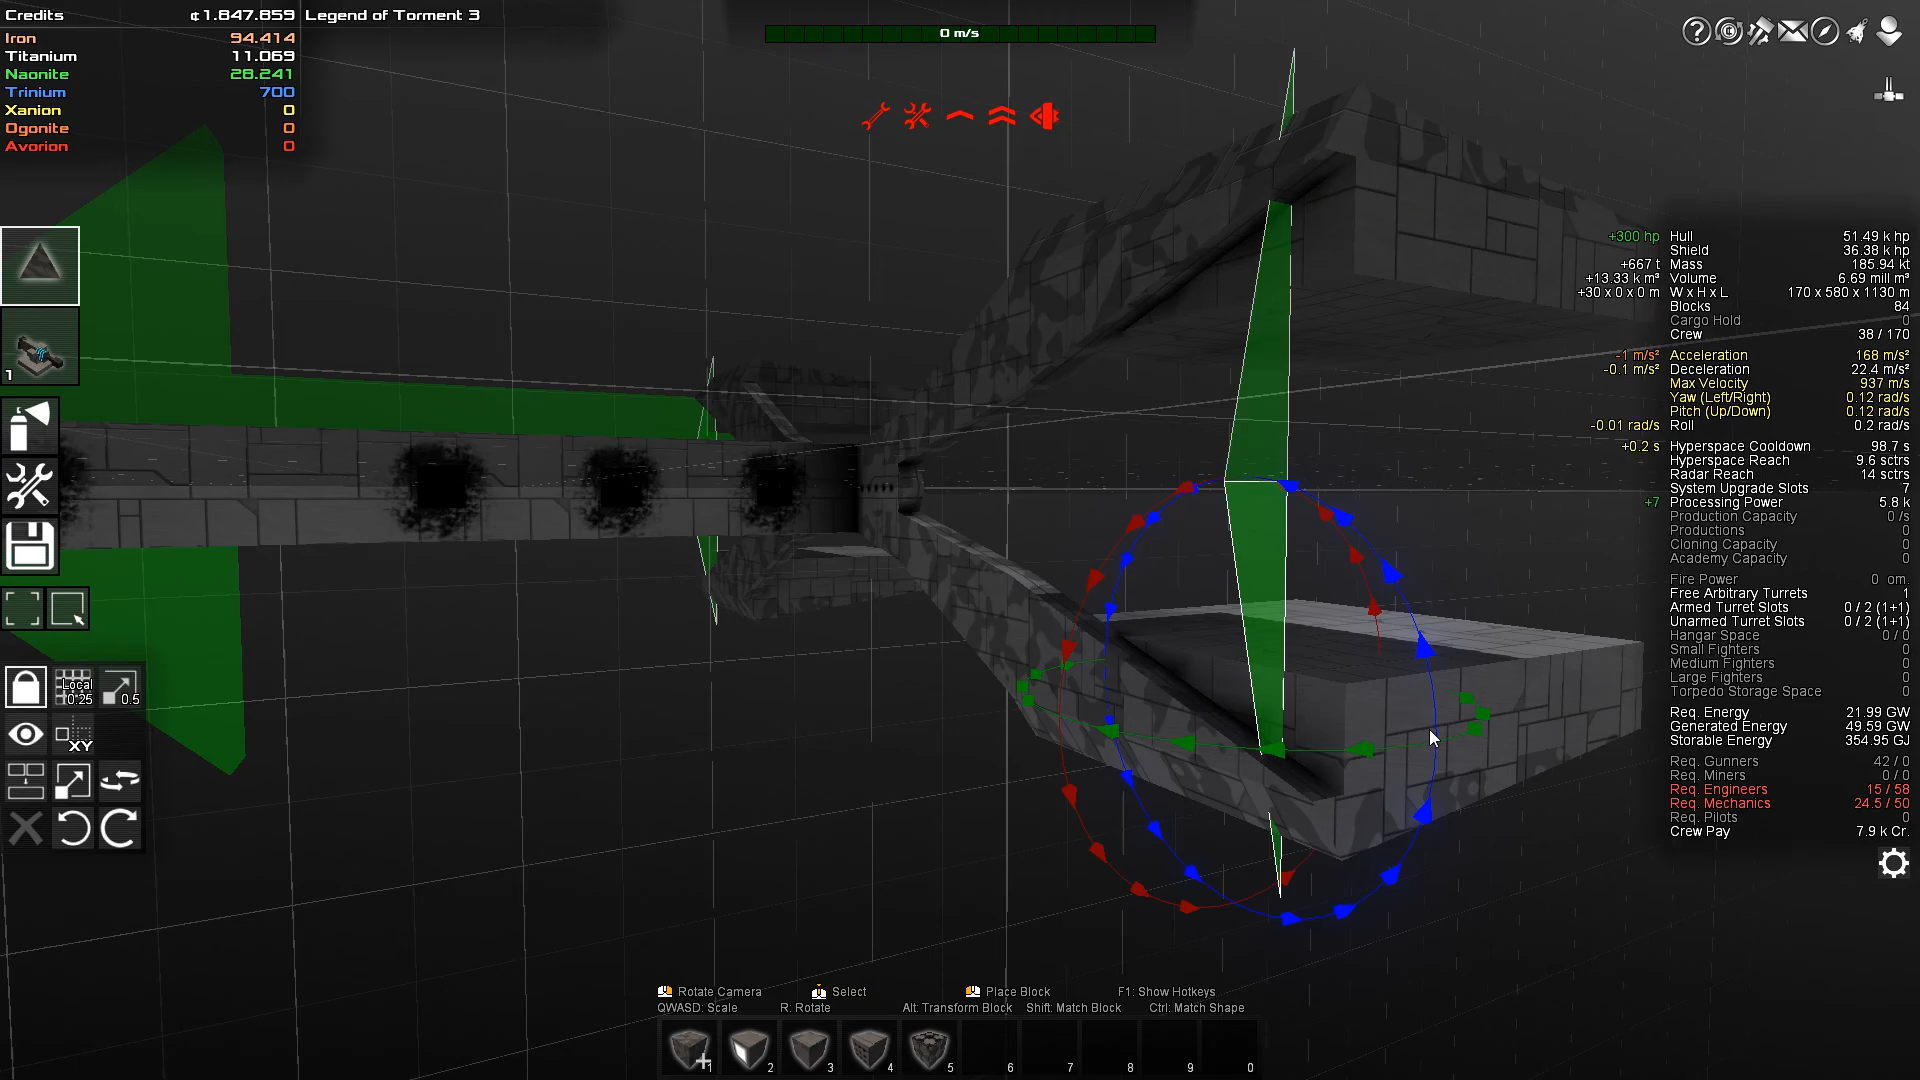 Credits ¢1.847.859 Legend of Torment 3
Iron 94.414
Titanium 11.069
Naonite 28.241
Trinium 700
Xanion 0
Ogonite 0
Avorion 0
0 m/s
1
Local
0.25
0.5
XY
+300 hp Hull 51.49 k hp
Shield 36.38 k hp
+667 t Mass 185.94 kt
+13.33 k m³ Volume 6.69 mill m³
+30 x 0 x 0 m W x H x L 170 x 580 x 1130 m
Blocks 84
Cargo Hold 0
Crew 38 / 170
-1 m/s² Acceleration 168 m/s²
-0.1 m/s² Deceleration 22.4 m/s²
Max Velocity 937 m/s
Yaw (Left/Right) 0.12 rad/s
Pitch (Up/Down) 0.12 rad/s
-0.01 rad/s Roll 0.2 rad/s
+0.2 s Hyperspace Cooldown 98.7 s
Hyperspace Reach 9.6 sctrs
Radar Reach 14 sctrs
System Upgrade Slots 7
+7 Processing Power 5.8 k
Production Capacity 0 /s
Productions 0
Cloning Capacity 0
Academy Capacity 0
Fire Power 0 om.
Free Arbitrary Turrets 1
Armed Turret Slots 0 / 2 (1+1)
Unarmed Turret Slots 0 / 2 (1+1)
Hangar Space 0 / 0
Small Fighters 0
Medium Fighters 0
Large Fighters 0
Torpedo Storage Space 0
Req. Energy 21.99 GW
Generated Energy 49.59 GW
Storable Energy 354.95 GJ
Req. Gunners 42 / 0
Req. Miners 0 / 0
Req. Engineers 15 / 58
Req. Mechanics 24.5 / 50
Req. Pilots 0
Crew Pay 7.9 k Cr.
Rotate Camera Select Place Block F1: Show Hotkeys
QWASD: Scale R: Rotate Alt: Transform Block Shift: Match Block Ctrl: Match Shape
1 2 3 4 5 6 7 8 9 0